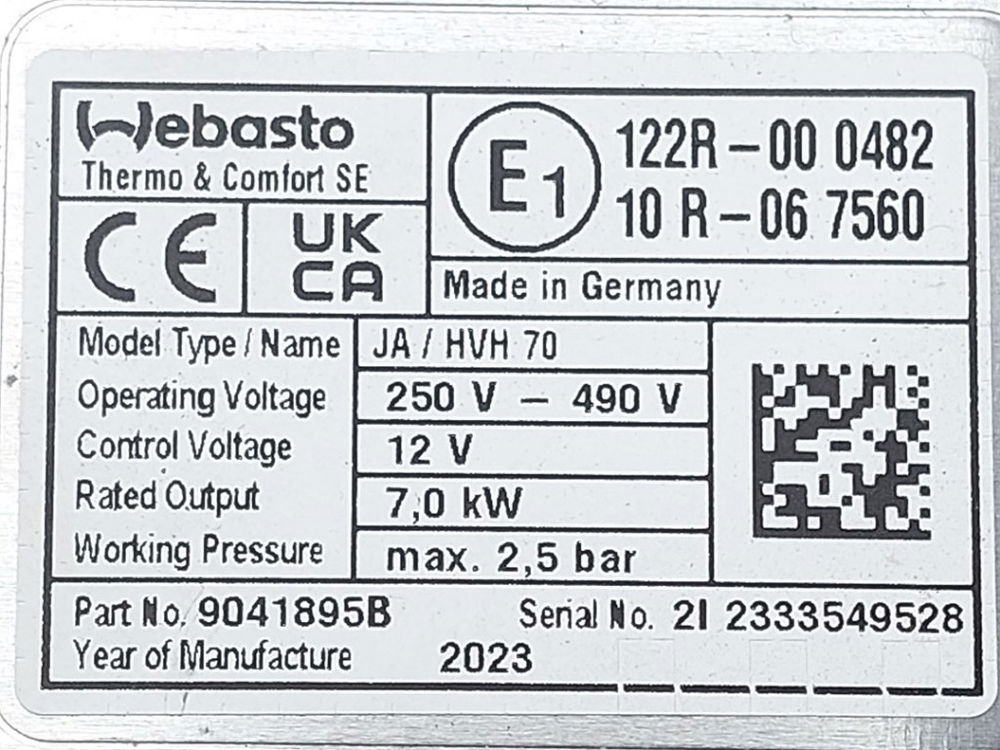 Webasto
Thermo & Comfort SE
CE
UK
CA
E1
122R – 00 0482
10 R – 06 7560
Made in Germany
Model Type / Name JA / HVH 70
Operating Voltage 250 V – 490 V
Control Voltage 12 V
Rated Output 7,0 kW
Working Pressure max. 2,5 bar
Part No. 9041895B Serial No. 2I 2333549528
Year of Manufacture 2023